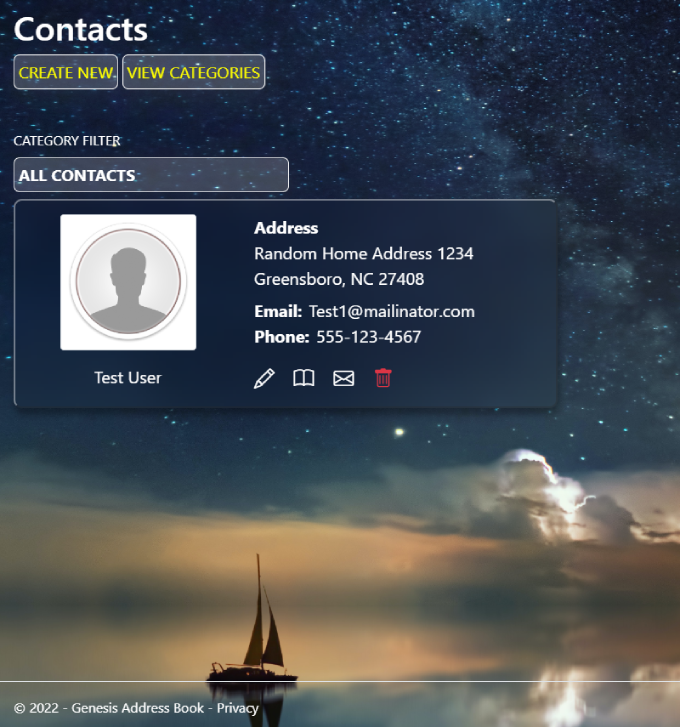 Contacts
CREATE NEW VIEW CATEGORIES
CATEGORY FILTER
ALL CONTACTS
Address
Random Home Address 1234
Greensboro, NC 27408
Email: Test1@mailinator.com
Phone: 555-123-4567
Test User
© 2022 - Genesis Address Book - Privacy